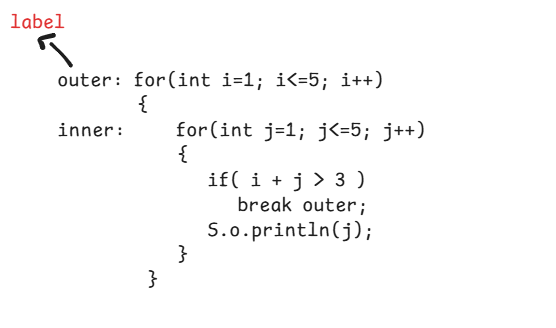 label
outer: for(int i=1; i<=5; i++)
{
inner: for(int j=1; j<=5; j++)
{
if( i + j > 3 )
break outer;
S.o.println(j);
}
}